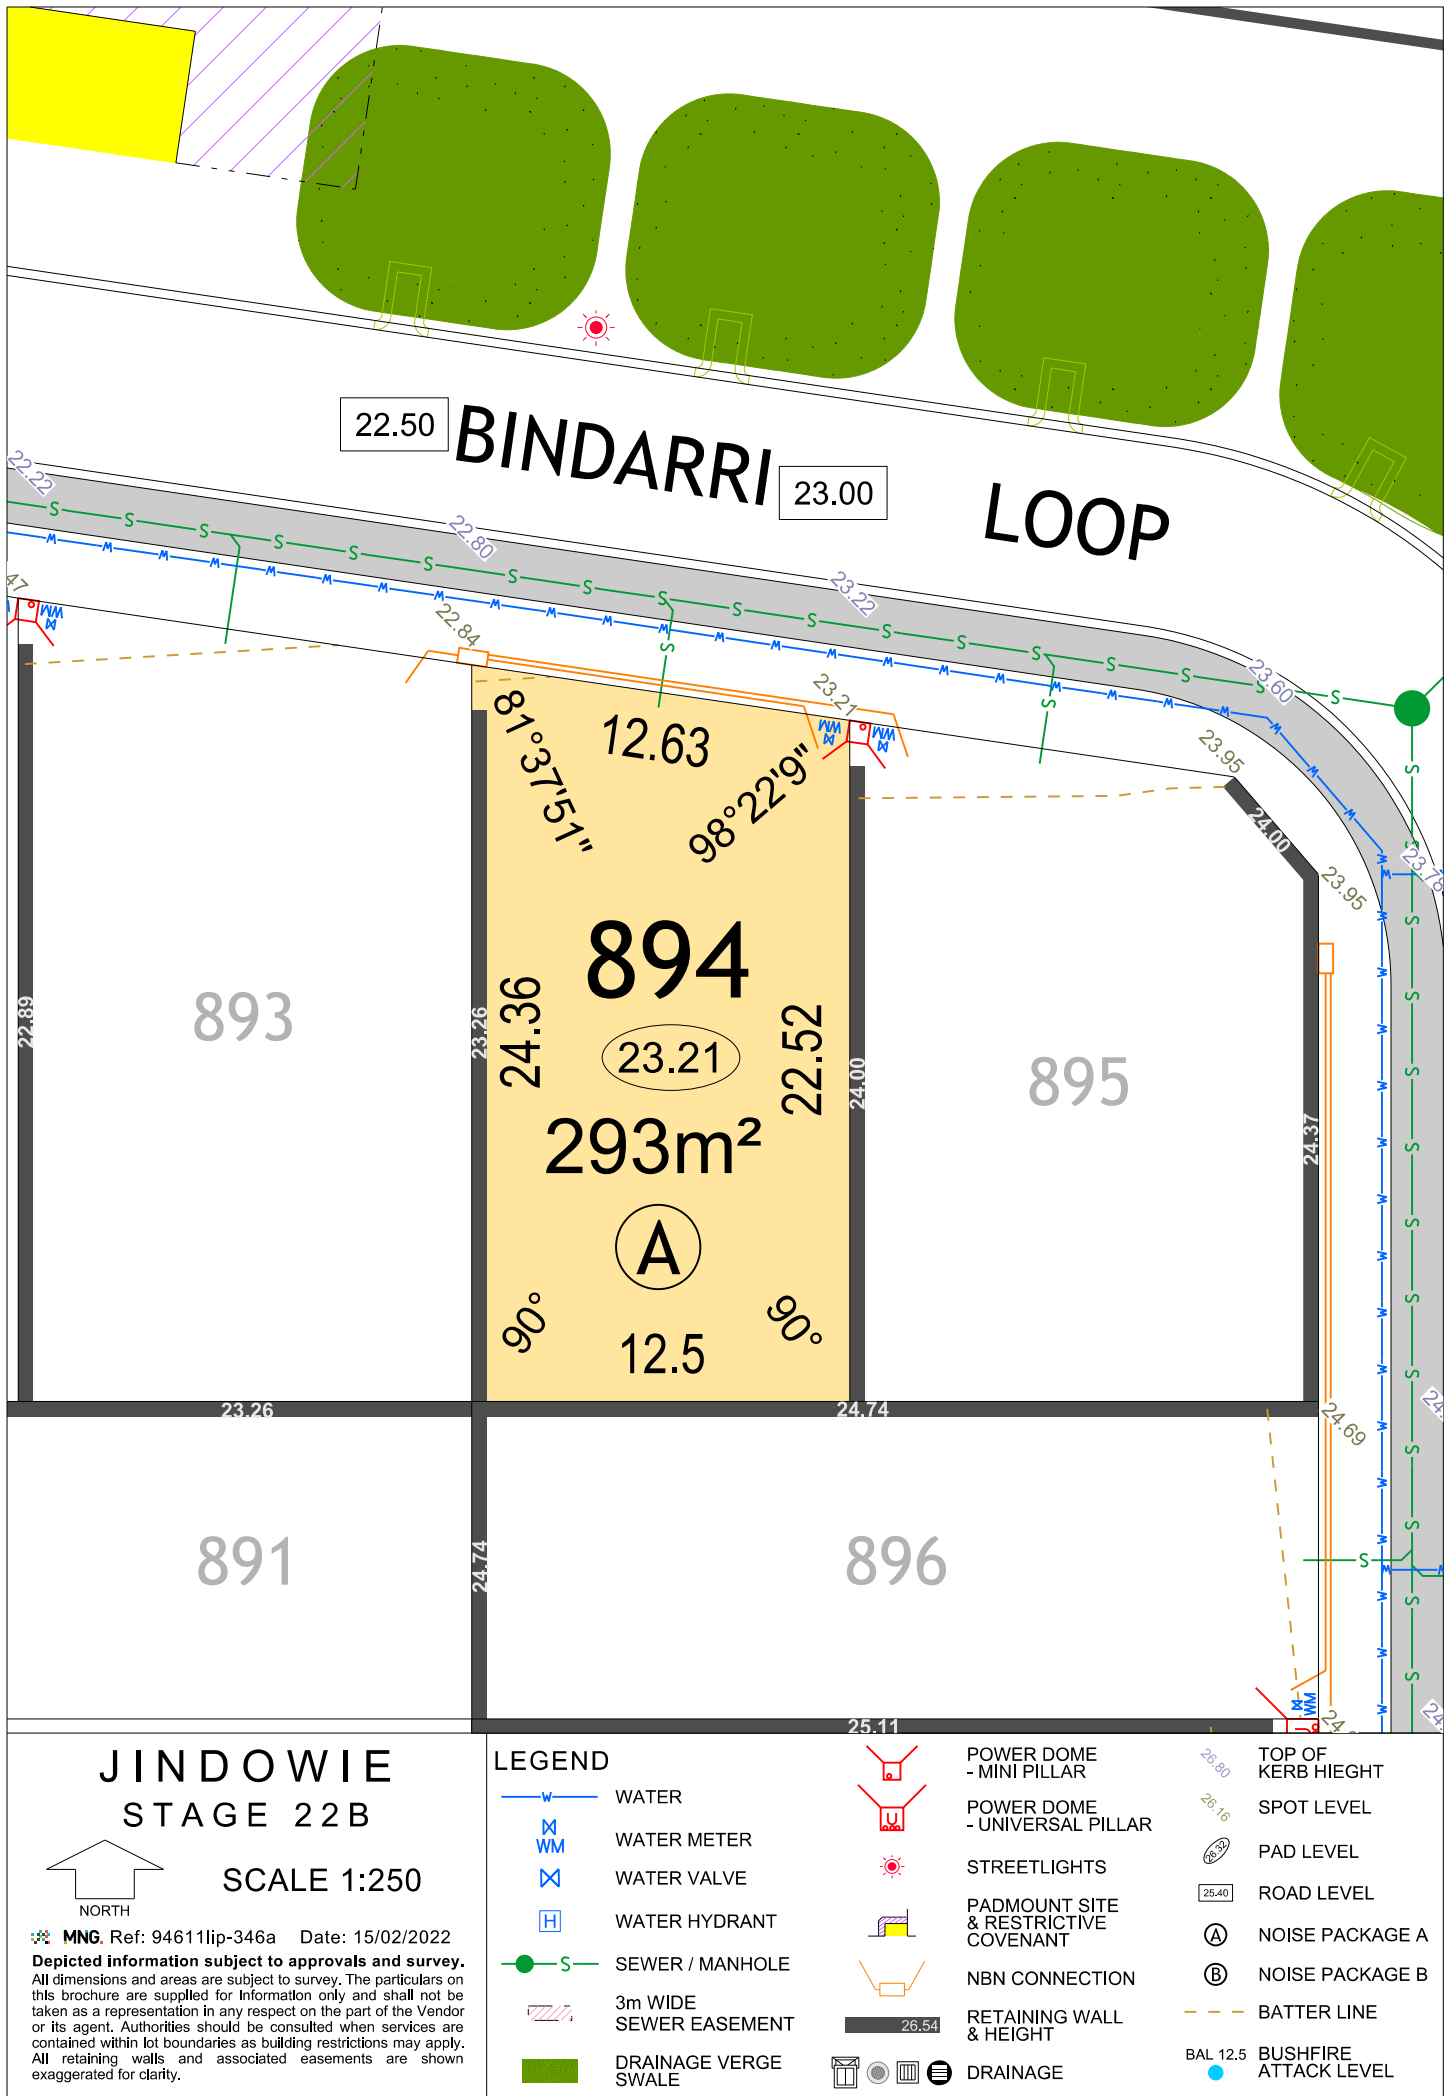 22.50
BINDARRI
23.00
LOOP
22.22
22.80
23.22
23.60
23.78
47
22.84
23.21
23.95
23.95
24.69
WM
WM
WM
81°37'51"
12.63
98°22'9"
24.00
894
24.36
23.21
22.52
293m²
A
90°
12.5
90°
893
895
22.89
23.26
24.00
24.37
23.26
24.74
891
896
24.74
25.11
WM
JINDOWIE
STAGE 22B
SCALE 1:250
NORTH
MNG Ref: 94611lip-346a Date: 15/02/2022
Depicted information subject to approvals and survey.
All dimensions and areas are subject to survey. The particulars on
this brochure are supplied for information only and shall not be
taken as a representation in any respect on the part of the Vendor
or its agent. Authorities should be consulted when services are
contained within lot boundaries as building restrictions may apply.
All retaining walls and associated easements are shown
exaggerated for clarity.
LEGEND
W WATER
WM WATER METER
WATER VALVE
H WATER HYDRANT
S SEWER / MANHOLE
3m WIDE
SEWER EASEMENT
DRAINAGE VERGE
SWALE
POWER DOME
- MINI PILLAR
POWER DOME
- UNIVERSAL PILLAR
STREETLIGHTS
PADMOUNT SITE
& RESTRICTIVE
COVENANT
NBN CONNECTION
26.54 RETAINING WALL
& HEIGHT
DRAINAGE
26.80 TOP OF
KERB HIEGHT
26.16 SPOT LEVEL
26.32 PAD LEVEL
25.40 ROAD LEVEL
A NOISE PACKAGE A
B NOISE PACKAGE B
BATTER LINE
BAL 12.5 BUSHFIRE
ATTACK LEVEL